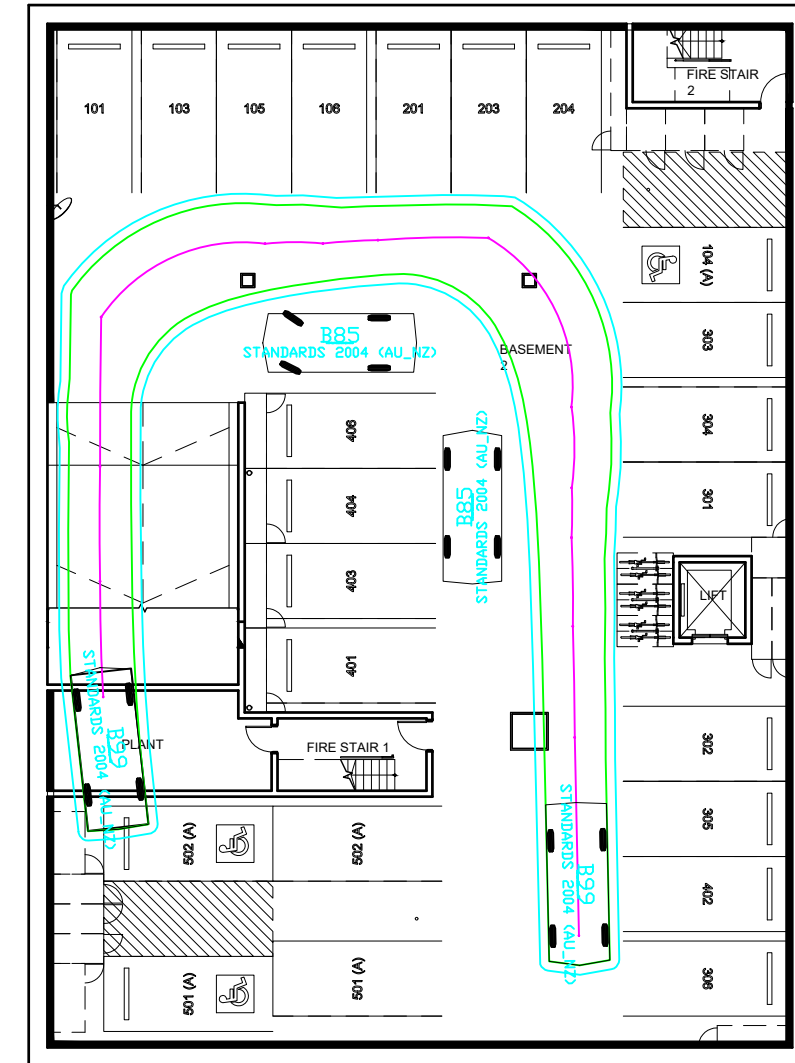 101
103
105
106
201
203
204
FIRE STAIR
2
104 (A)
303
304
301
B85
STANDARDS 2004 (AU_NZ)
BASEMENT
2
406
404
403
401
B85
STANDARDS 2004 (AU_NZ)
LIFT
STANDARDS 2004 (AU_NZ)
B99
PLANT
FIRE STAIR 1
302
305
402
306
STANDARDS 2004 (AU_NZ)
B99
502 (A)
502 (A)
501 (A)
501 (A)